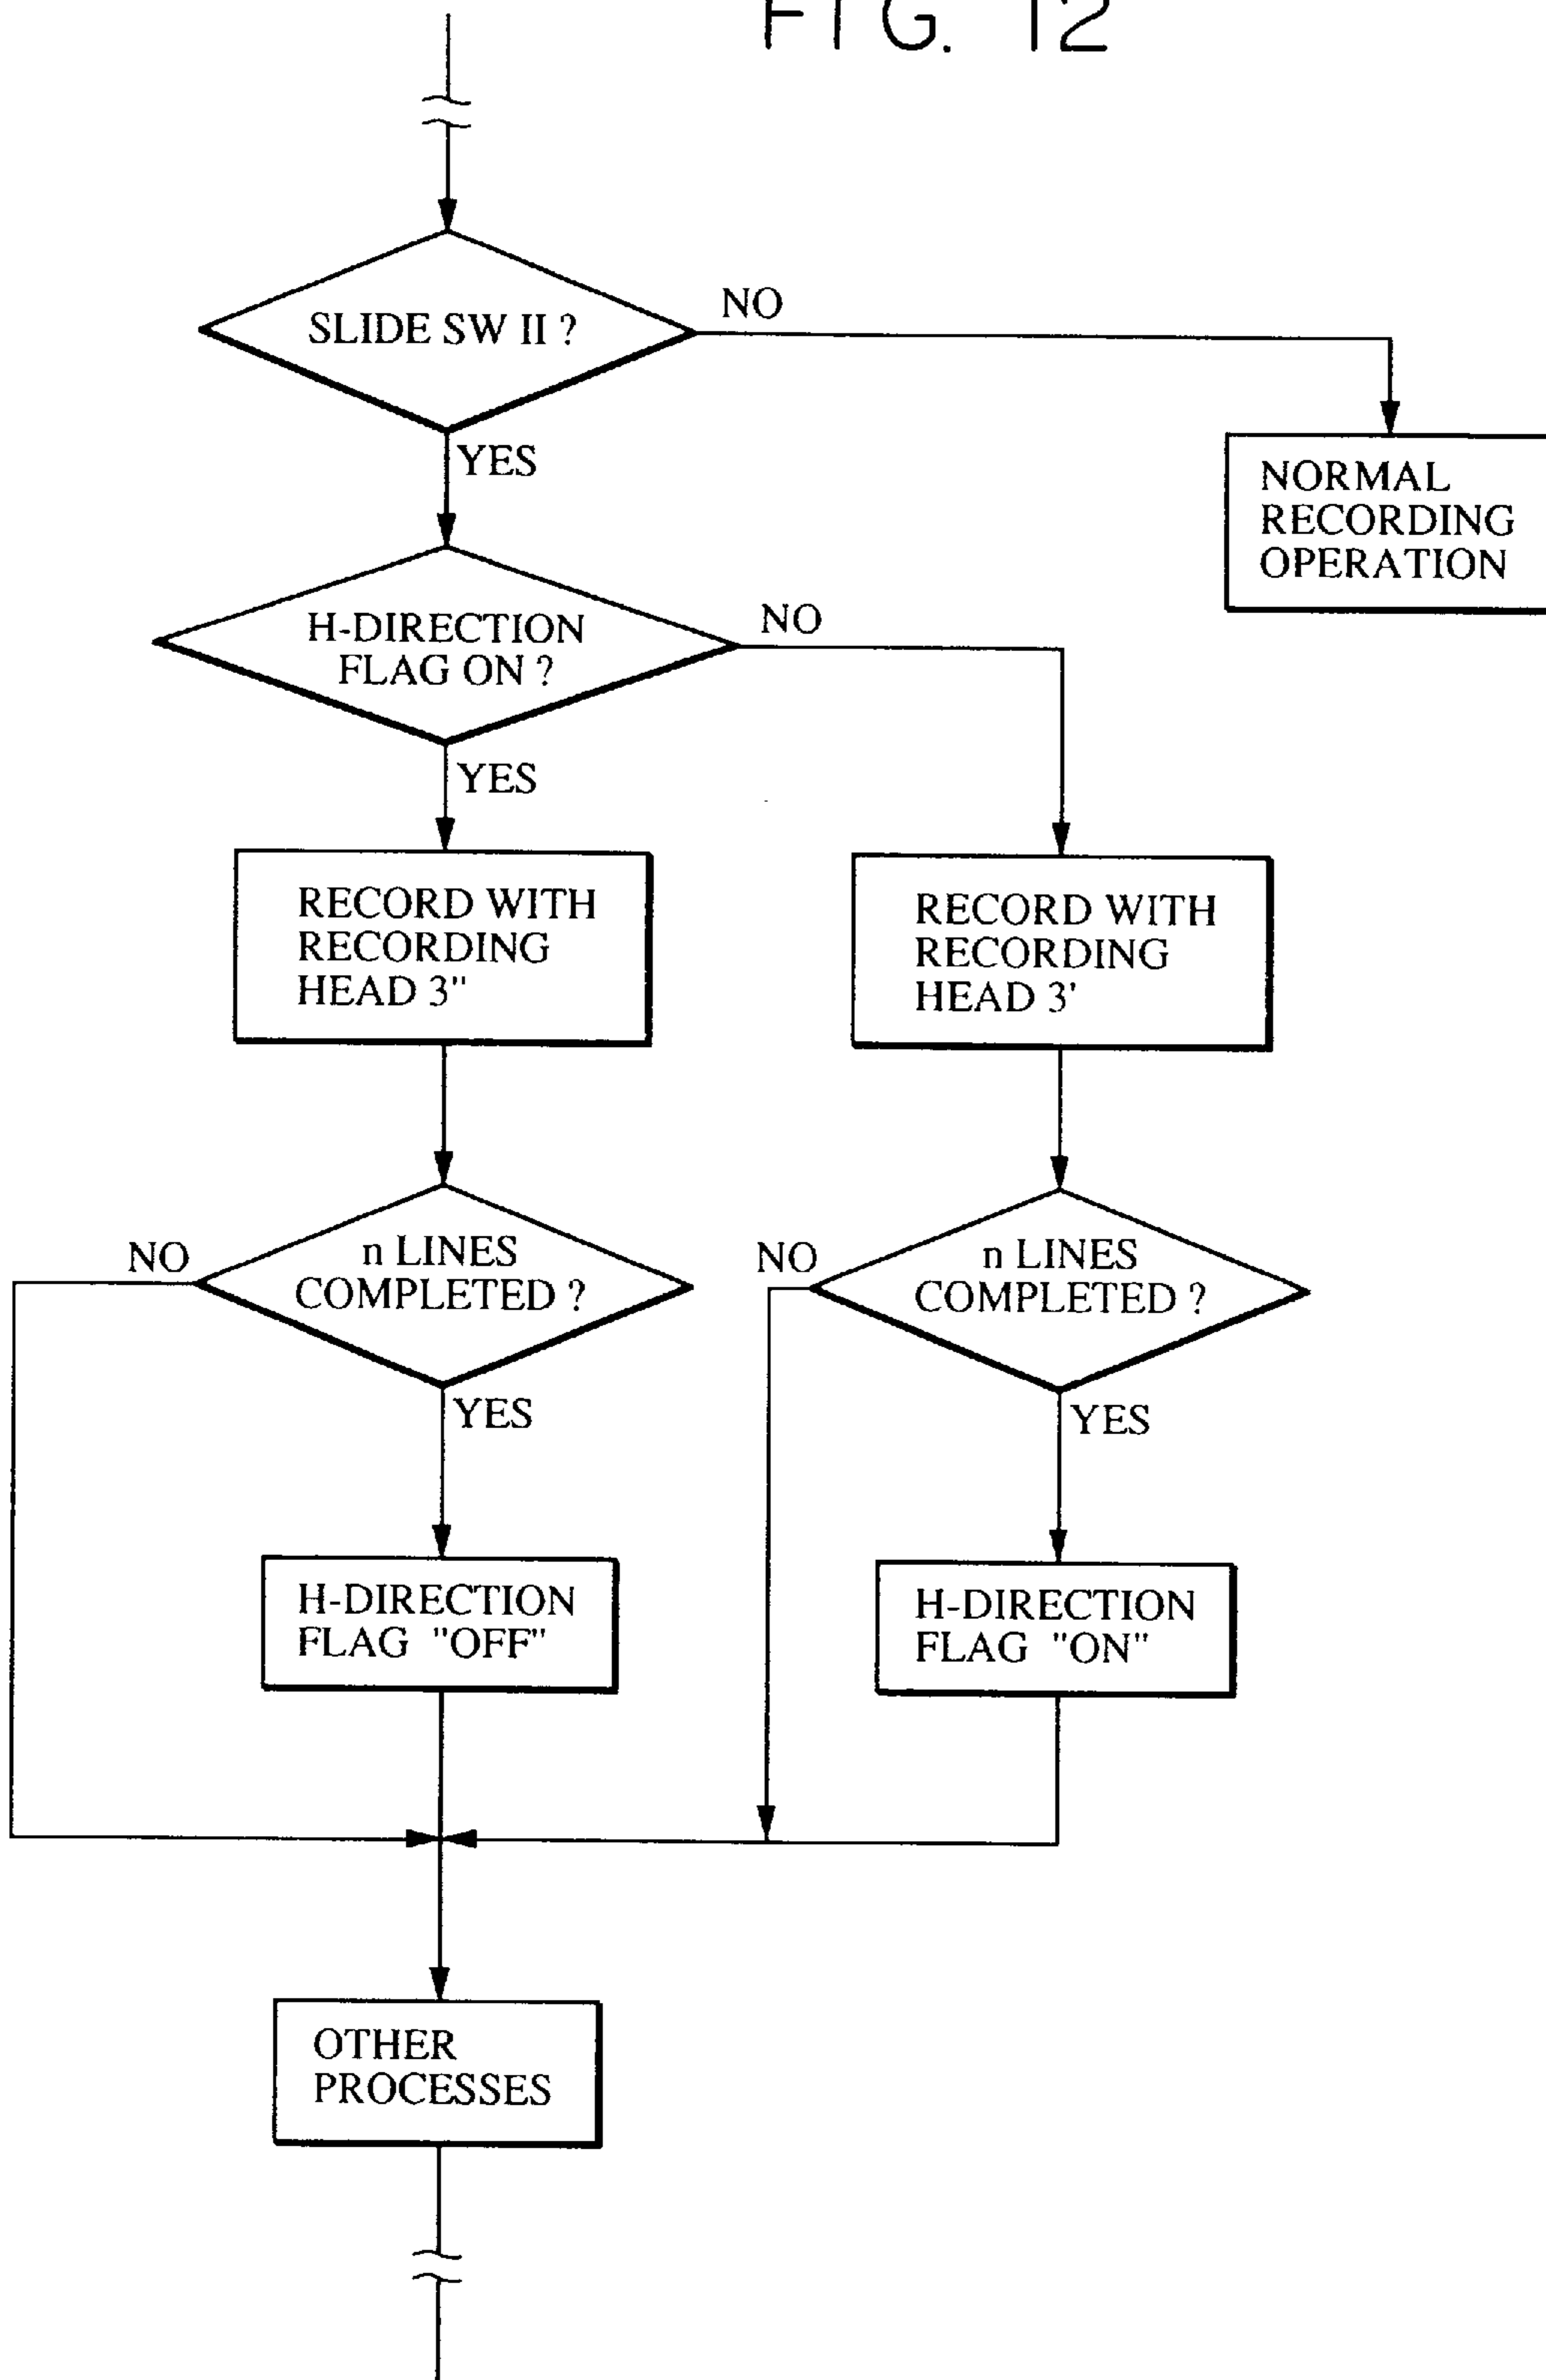 FIG. 12
SLIDE SW II ?
NO
YES
NORMAL
RECORDING
OPERATION
H-DIRECTION
FLAG ON ?
NO
YES
RECORD WITH
RECORDING
HEAD 3"
RECORD WITH
RECORDING
HEAD 3'
NO
n LINES
COMPLETED ?
YES
NO
n LINES
COMPLETED ?
YES
H-DIRECTION
FLAG "OFF"
H-DIRECTION
FLAG "ON"
OTHER
PROCESSES